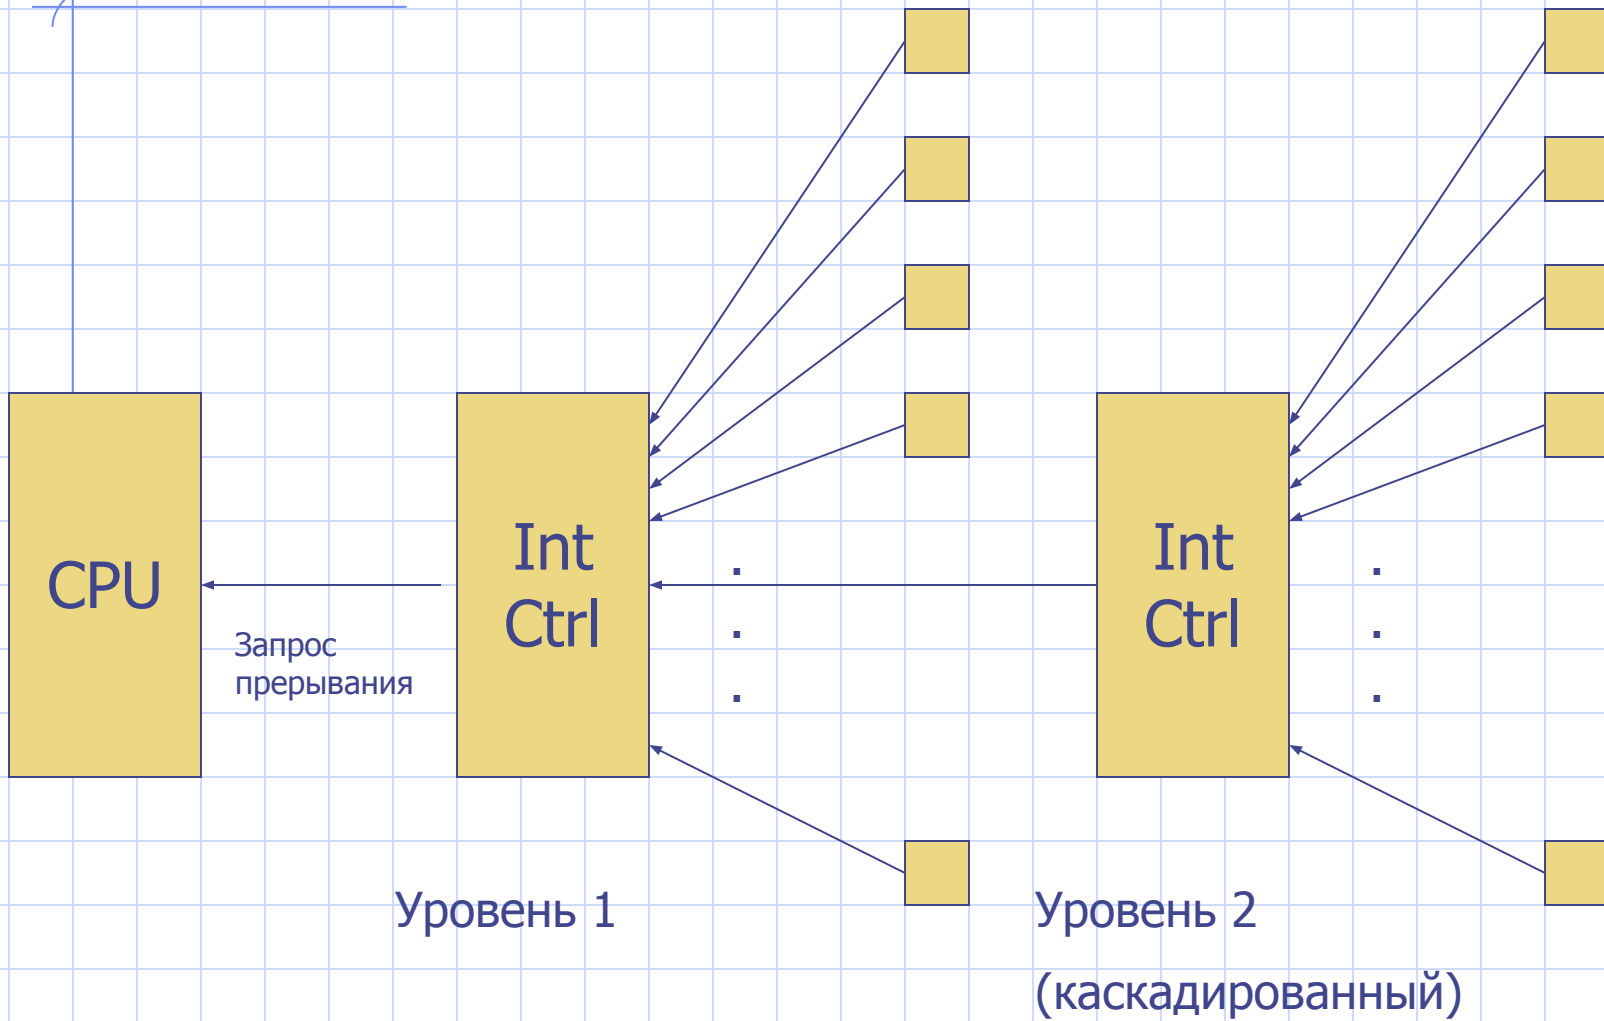 CPU
Запрос
прерывания
Int
Ctrl
.
.
.
Int
Ctrl
.
.
.
Уровень 1
Уровень 2
(каскадированный)